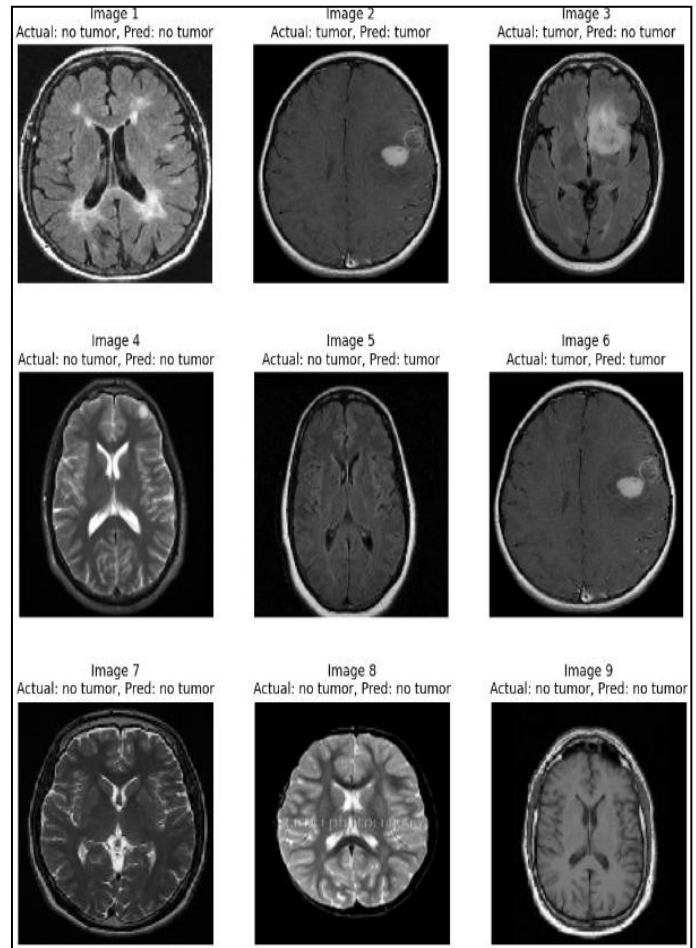 Image 1
Actual: no tumor, Pred: no tumor
Image 2
Actual: tumor, Pred: tumor
Image 3
Actual: tumor, Pred: no tumor
Image 4
Actual: no tumor, Pred: no tumor
Image 5
Actual: no tumor, Pred: tumor
Image 6
Actual: tumor, Pred: tumor
Image 7
Actual: no tumor, Pred: no tumor
Image 8
Actual: no tumor, Pred: no tumor
Image 9
Actual: no tumor, Pred: no tumor